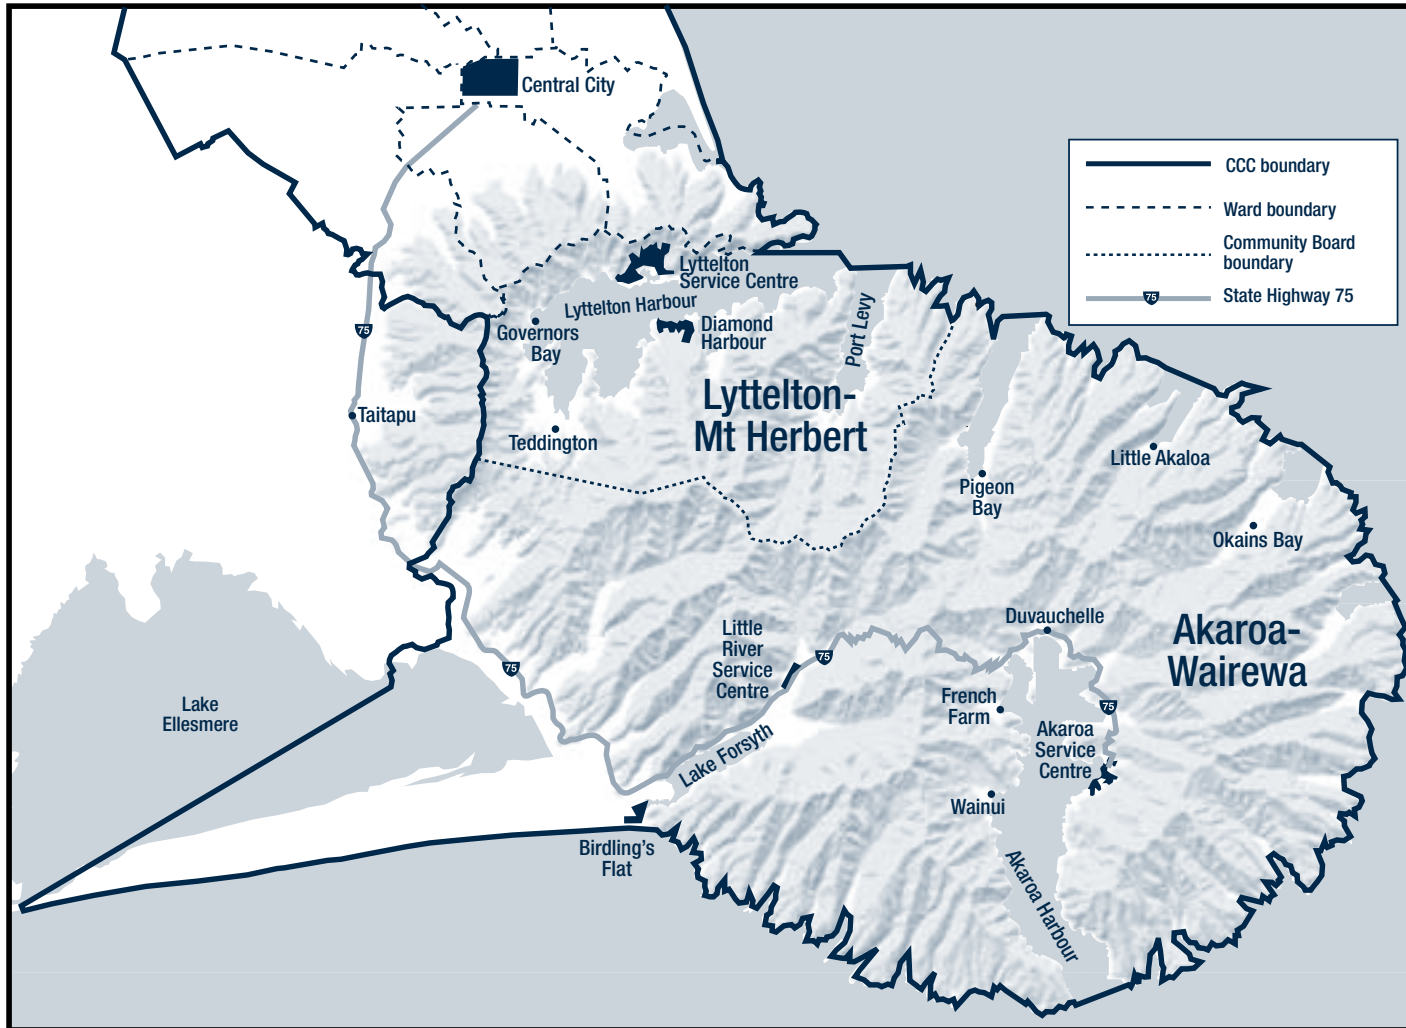 Central City
CCC boundary
Ward boundary
Community Board
boundary
75
State Highway 75
Lyttelton
Service Centre
Lyttelton Harbour
Governors
Bay
Diamond
Harbour
Port Levy
75
Lyttelton-
Mt Herbert
Taitapu
Teddington
Little Akaloa
Pigeon
Bay
Okains Bay
Duvauchelle
Akaroa-
Wairewa
Little
River
Service
Centre
75
75
Lake
Ellesmere
French
Farm
75
Akaroa
Service
Centre
Lake Forsyth
Wainui
Birdling's
Flat
Akaroa Harbour